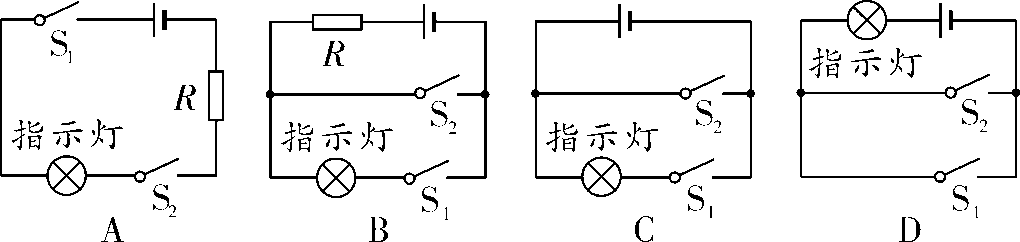 S₁ R 指示灯 S₂ A
R S₂ 指示灯 S₁ B
S₂ 指示灯 S₁ C
指示灯 S₂ S₁ D